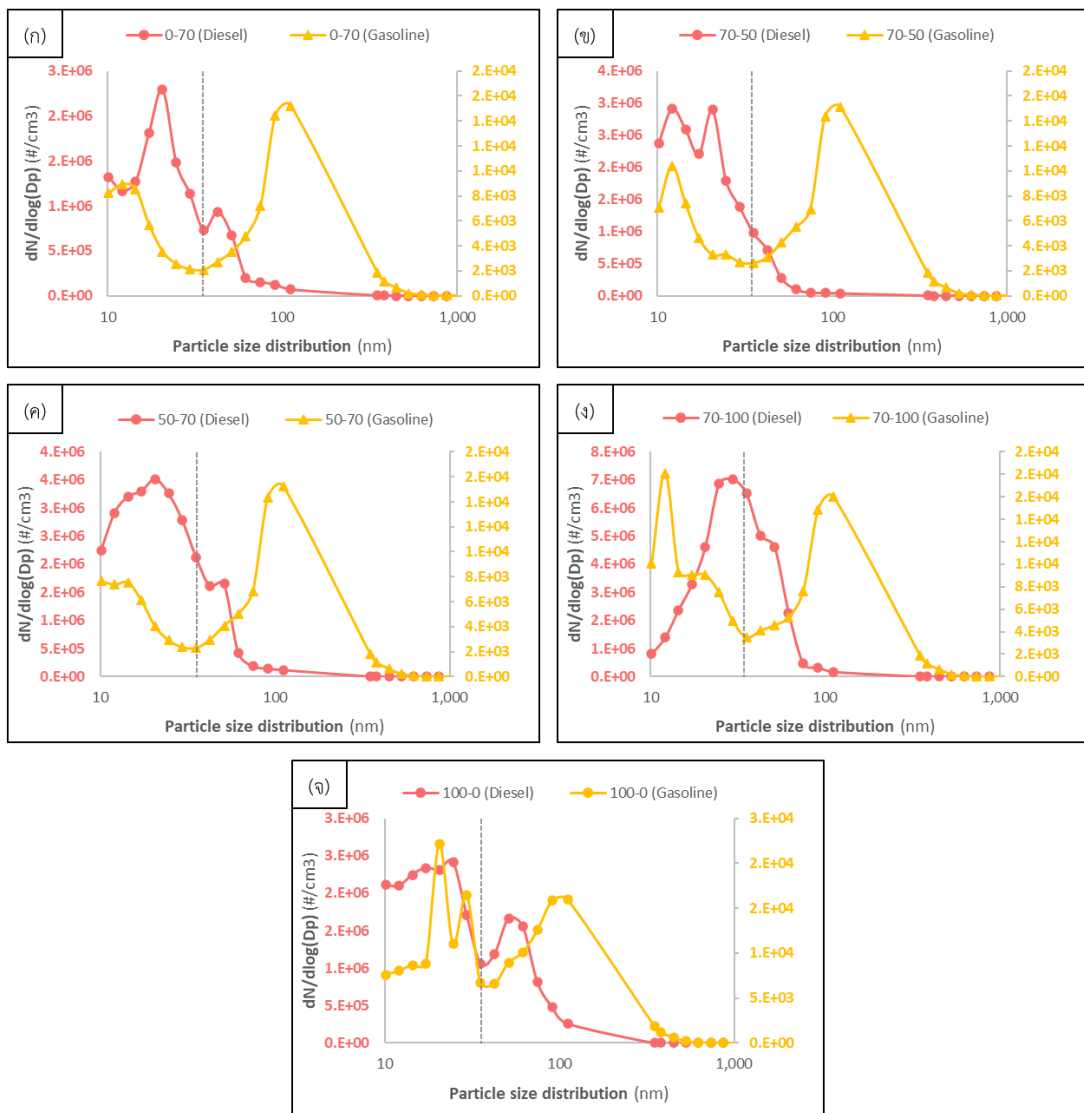 (ก)
0-70 (Diesel) 0-70 (Gasoline)
dN/dlog(Dp) (#/cm3)
3.E+06
2.E+06
2.E+06
1.E+06
5.E+05
0.E+00
2.E+04
2.E+04
1.E+04
1.E+04
1.E+04
8.E+03
6.E+03
4.E+03
2.E+03
0.E+00
10 100 1,000
Particle size distribution (nm)
(ข)
70-50 (Diesel) 70-50 (Gasoline)
dN/dlog(Dp) (#/cm3)
4.E+06
3.E+06
3.E+06
2.E+06
2.E+06
1.E+06
5.E+05
0.E+00
2.E+04
2.E+04
1.E+04
1.E+04
1.E+04
8.E+03
6.E+03
4.E+03
2.E+03
0.E+00
10 100 1,000
Particle size distribution (nm)
(ค)
50-70 (Diesel) 50-70 (Gasoline)
dN/dlog(Dp) (#/cm3)
4.E+06
4.E+06
3.E+06
3.E+06
2.E+06
2.E+06
1.E+06
5.E+05
0.E+00
2.E+04
2.E+04
1.E+04
1.E+04
1.E+04
8.E+03
6.E+03
4.E+03
2.E+03
0.E+00
10 100 1,000
Particle size distribution (nm)
(ง)
70-100 (Diesel) 70-100 (Gasoline)
dN/dlog(Dp) (#/cm3)
8.E+06
7.E+06
6.E+06
5.E+06
4.E+06
3.E+06
2.E+06
1.E+06
0.E+00
2.E+04
2.E+04
2.E+04
1.E+04
1.E+04
1.E+04
8.E+03
6.E+03
4.E+03
2.E+03
0.E+00
10 100 1,000
Particle size distribution (nm)
(จ)
100-0 (Diesel) 100-0 (Gasoline)
dN/dlog(Dp) (#/cm3)
3.E+06
3.E+06
2.E+06
2.E+06
1.E+06
5.E+05
0.E+00
3.E+04
2.E+04
2.E+04
1.E+04
5.E+03
0.E+00
10 100 1,000
Particle size distribution (nm)